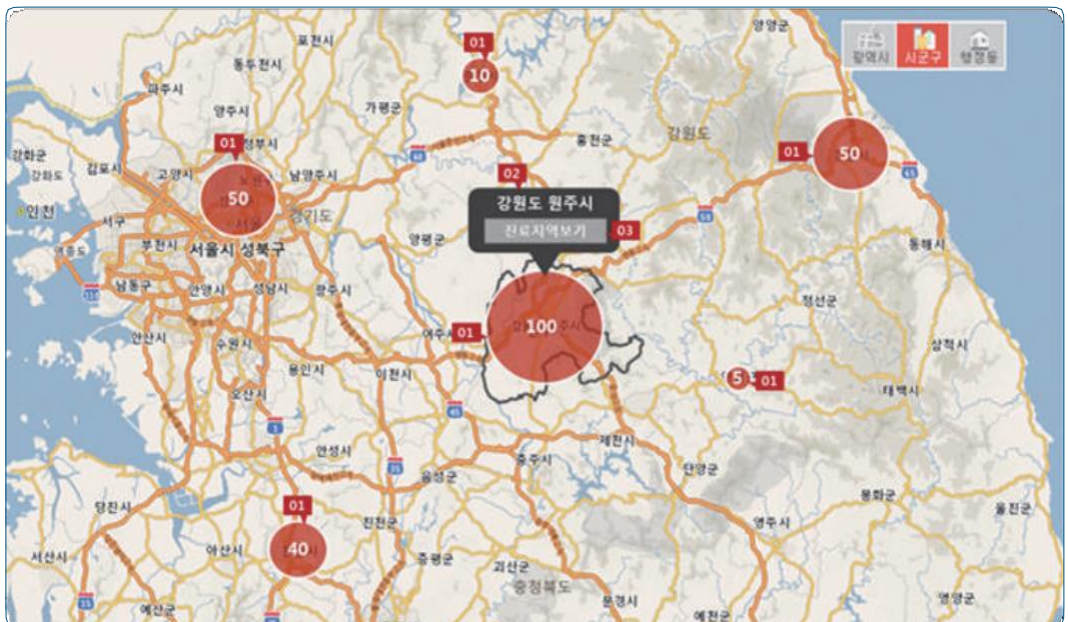 양양군
포천시
01
동두천시
10
광역시
시군구
행정동
파주시
가평군
양주시
강원도
홍천군
01
정부시
01
50
강화군
강화도
김포시
고양시
남양주시
02
65
50
인천
서구
경기도
강원도 원주시
진료지역보기
03
부천시
서울시 성북구
양평군
동해시
영종도
남동구
안양시
성남시
광주시
정선군
안산시
수원시
여주
01
100
주시
삼척시
용인시
이천시
5
01
태백시
오산시
45
1
안성시
제천시
충주시
단양군
음성군
35
당진시
01
진천군
봉화군
울진군
영주시
서산시
아산시
40
증평군
괴산군
충청북도
15
예산군
문경시
예천군
영양군